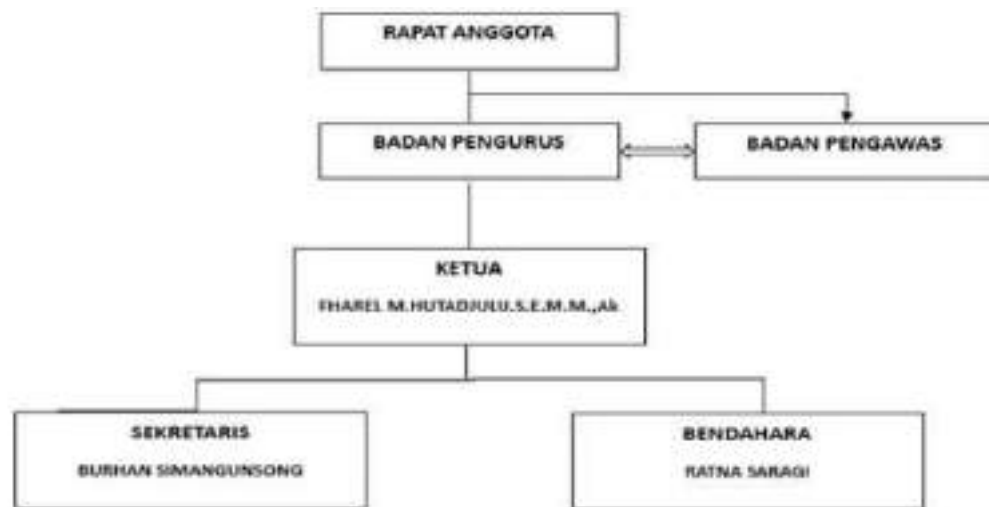 RAPAT ANGGOTA
BADAN PENGURUS
BADAN PENGAWAS
KETUA
FHAREL M.HUTADJULU.S.E.M.M.,Ak
SEKRETARIS
BURHAN SIMANGUNSONG
BENDAHARA
RATNA SARAGI